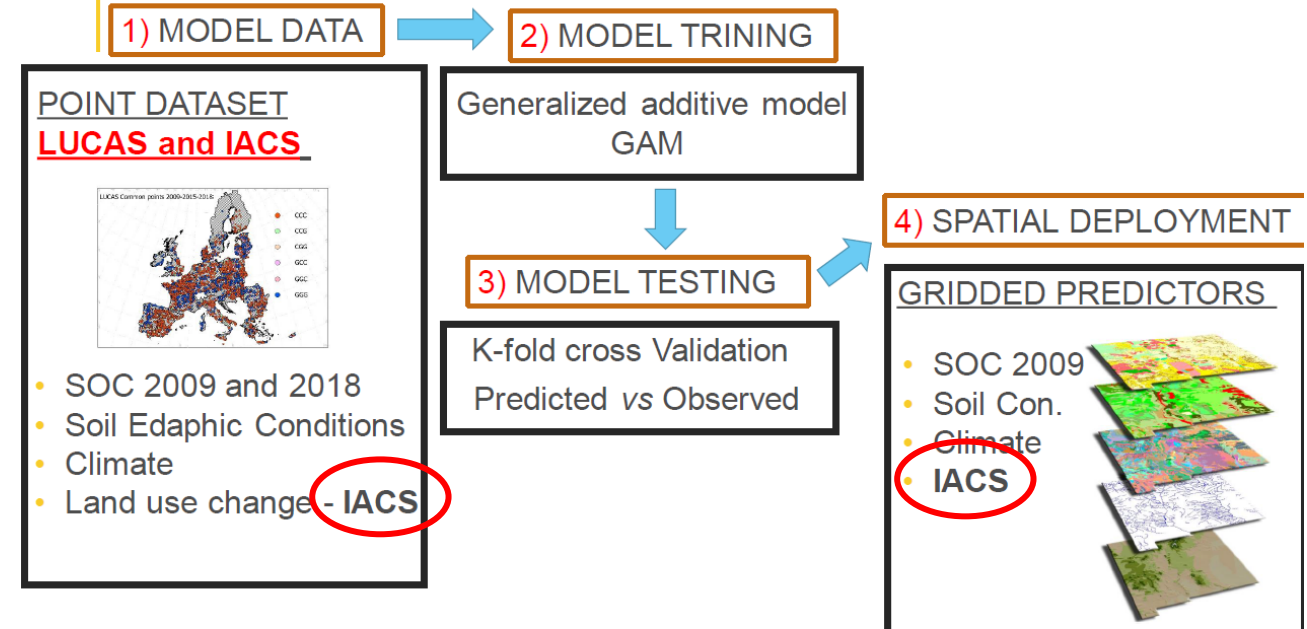 1) MODEL DATA
2) MODEL TRINING
POINT DATASET
LUCAS and IACS
LUCAS Common points 2009-2015-2018
CCC
CCG
CGG
GCC
GGC
GGG
• SOC 2009 and 2018
• Soil Edaphic Conditions
• Climate
• Land use change - IACS
Generalized additive model
GAM
3) MODEL TESTING
K-fold cross Validation
Predicted vs Observed
4) SPATIAL DEPLOYMENT
GRIDDED PREDICTORS
• SOC 2009
• Soil Con.
• Climate
• IACS